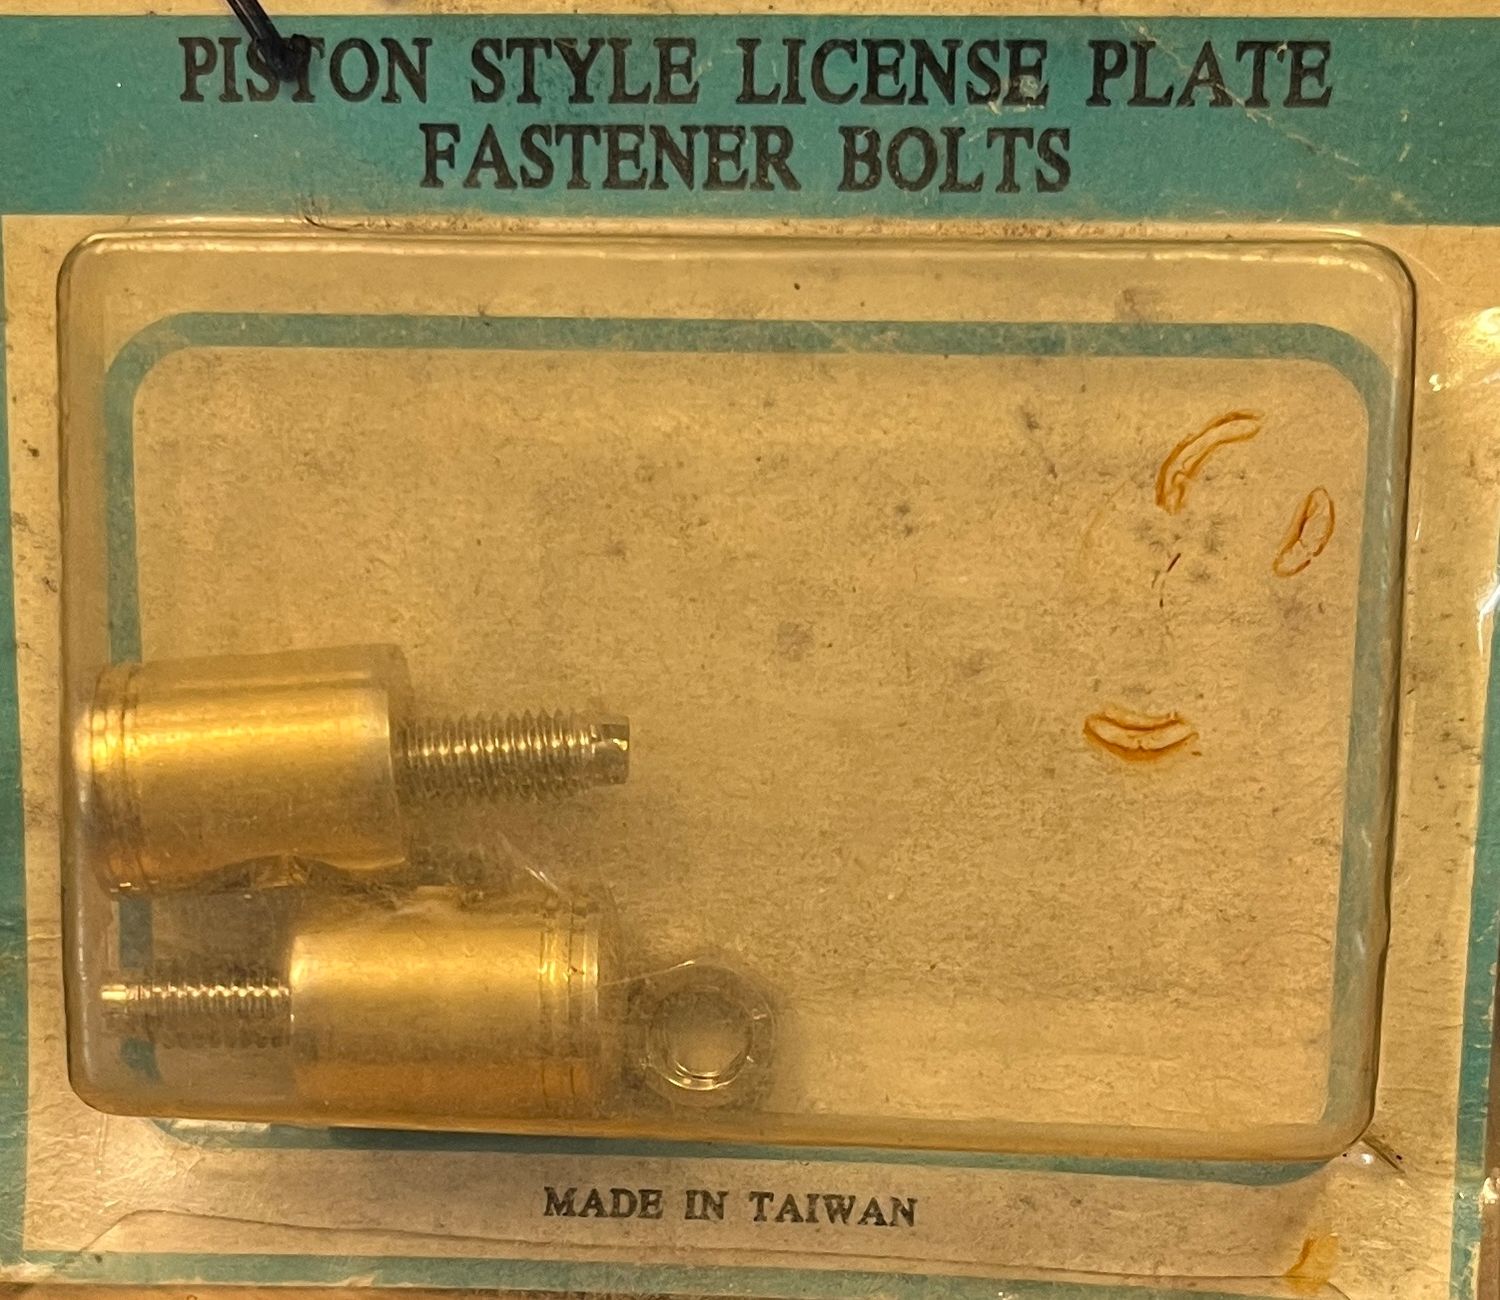 PISTON STYLE LICENSE PLATE
FASTENER BOLTS
MADE IN TAIWAN